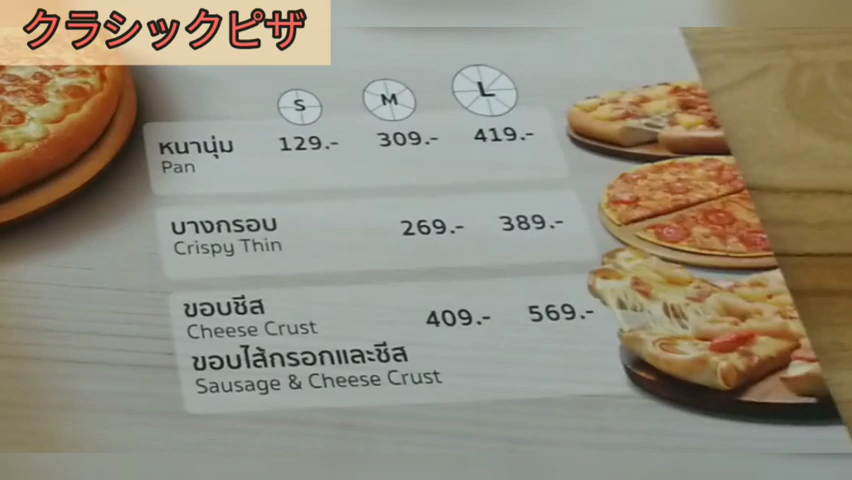 クラシックピザ
S M L
หนานุ่ม 129.- 309.- 419.-
Pan
บางกรอบ 269.- 389.-
Crispy Thin
ขอบชีส
Cheese Crust 409.- 569.-
ขอบไส้กรอกและชีส
Sausage & Cheese Crust